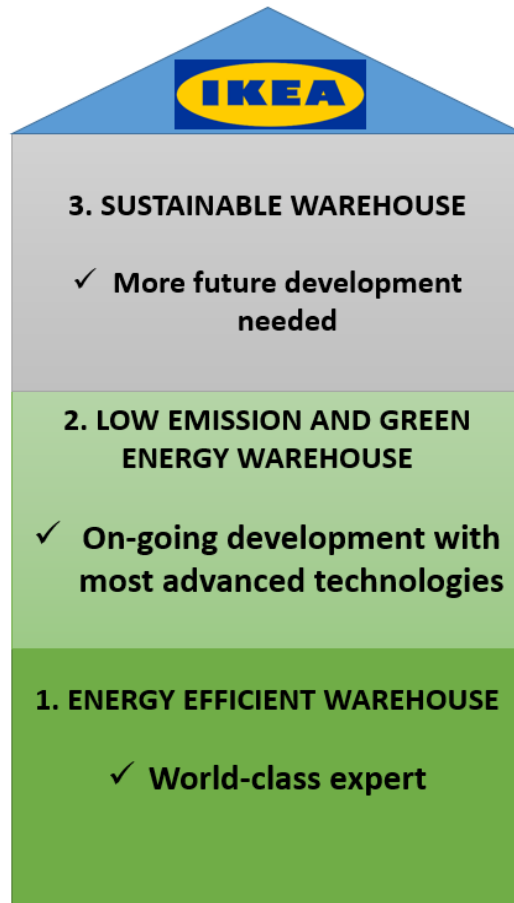 IKEA
3. SUSTAINABLE WAREHOUSE
✓ More future development
needed
2. LOW EMISSION AND GREEN
ENERGY WAREHOUSE
✓ On-going development with
most advanced technologies
1. ENERGY EFFICIENT WAREHOUSE
✓ World-class expert